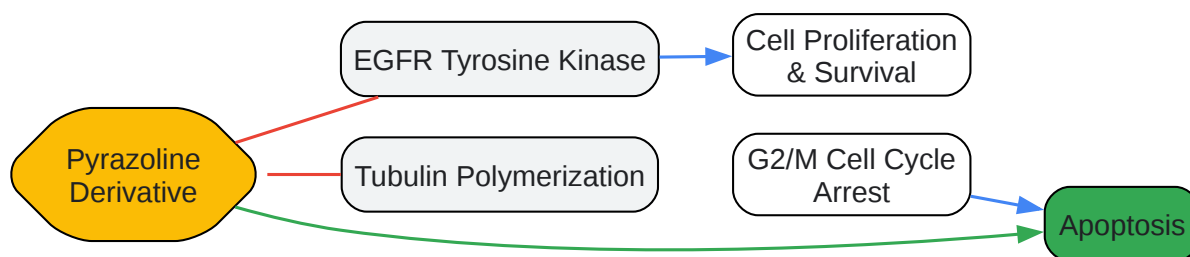 Pyrazoline
Derivative
EGFR Tyrosine Kinase
Tubulin Polymerization
Cell Proliferation
& Survival
G2/M Cell Cycle
Arrest
Apoptosis